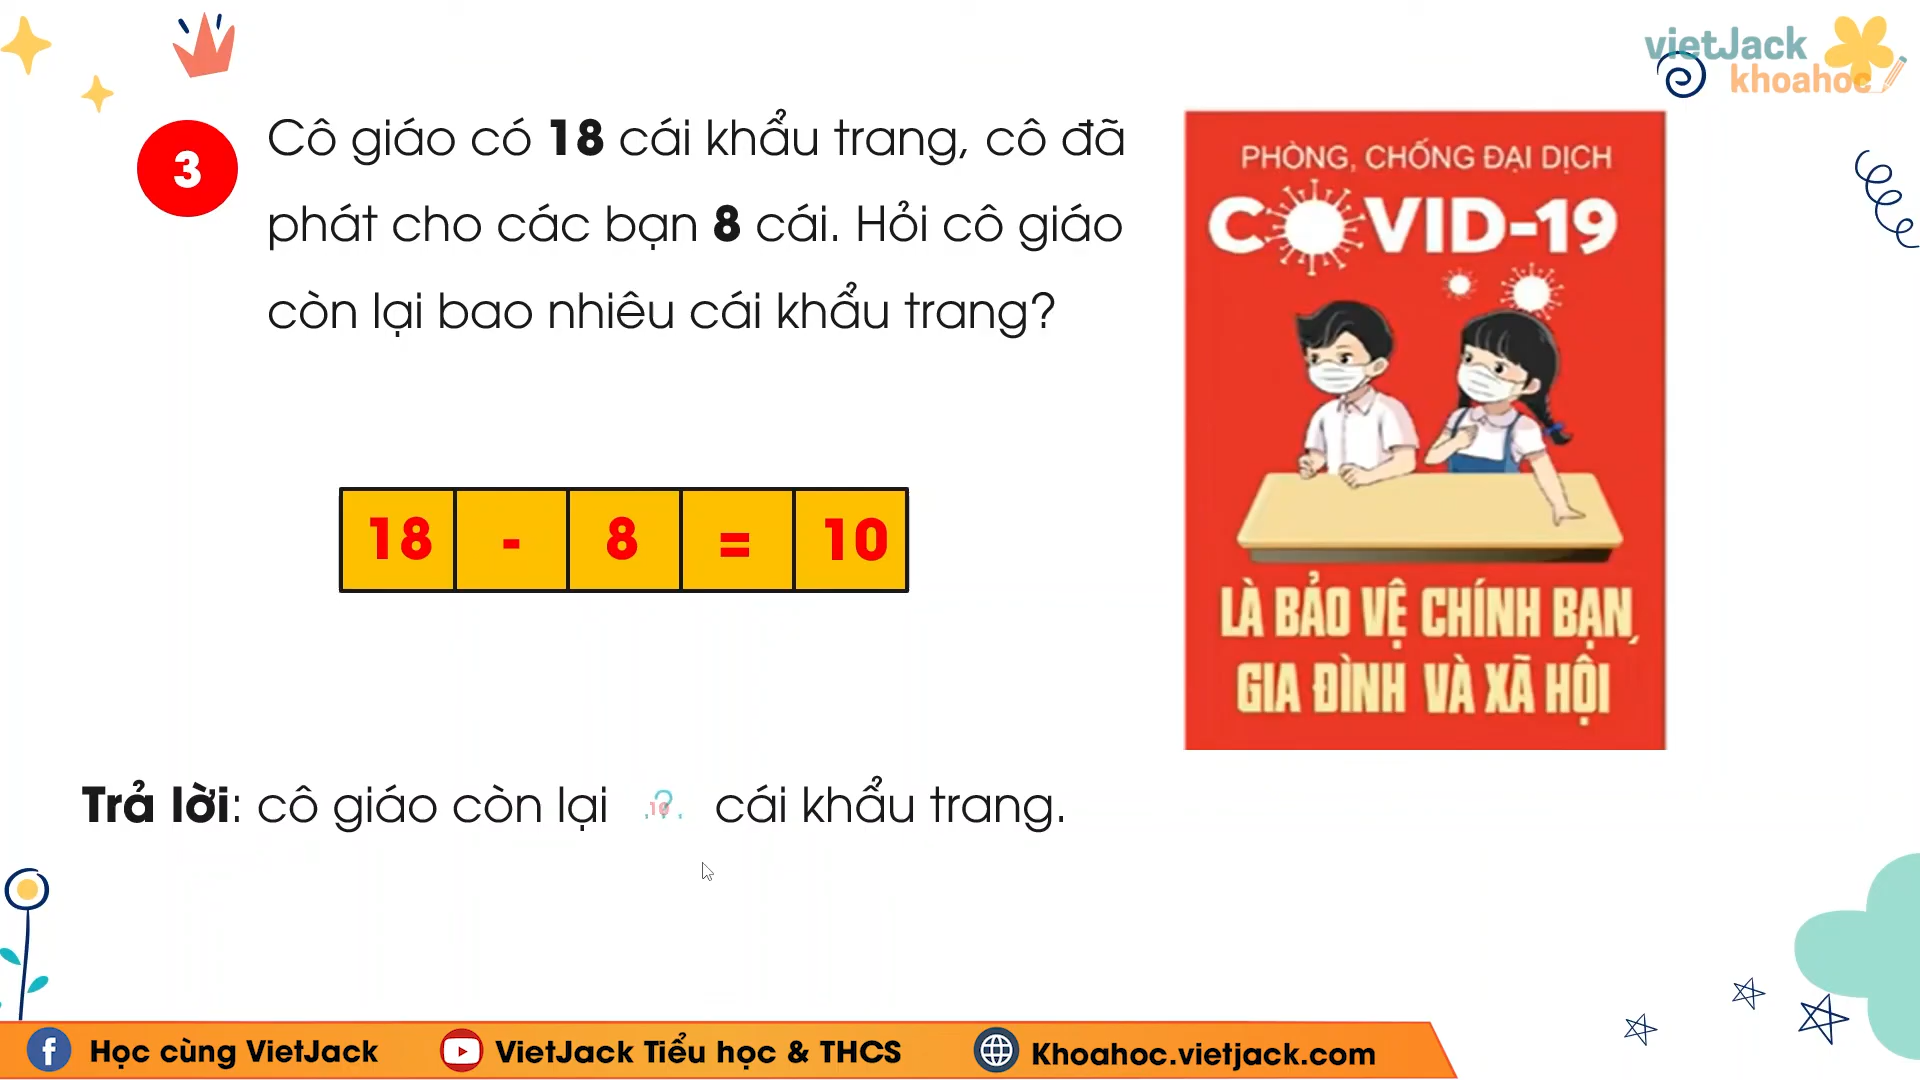 vietJack
khoahoc
3
Cô giáo có 18 cái khẩu trang, cô đã
phát cho các bạn 8 cái. Hỏi cô giáo
còn lại bao nhiêu cái khẩu trang?
PHÒNG, CHỐNG ĐẠI DỊCH
COVID-19
LÀ BẢO VỆ CHÍNH BẠN,
GIA ĐÌNH VÀ XÃ HỘI
18 - 8 = 10
Trả lời: cô giáo còn lại cái khẩu trang.
Học cùng VietJack
VietJack Tiểu học & THCS
Khoahoc.vietjack.com